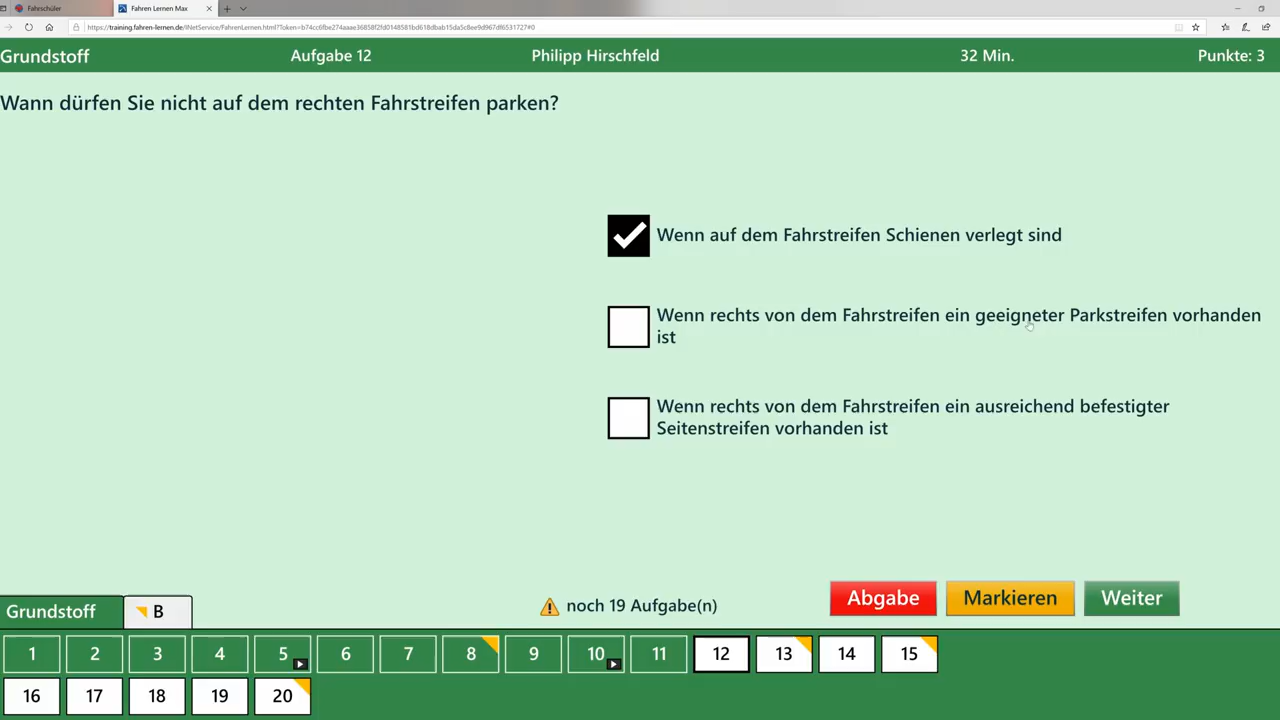 Fahrschüler
Fahren Lernen Max
Grundstoff
Aufgabe 12
Philipp Hirschfeld
32 Min.
Punkte: 3
Wann dürfen Sie nicht auf dem rechten Fahrstreifen parken?
Wenn auf dem Fahrstreifen Schienen verlegt sind
Wenn rechts von dem Fahrstreifen ein geeigneter Parkstreifen vorhanden
ist
Wenn rechts von dem Fahrstreifen ein ausreichend befestigter
Seitenstreifen vorhanden ist
Grundstoff
B
noch 19 Aufgabe(n)
Abgabe
Markieren
Weiter
1 2 3 4 5 6 7 8 9 10 11 12 13 14 15
16 17 18 19 20